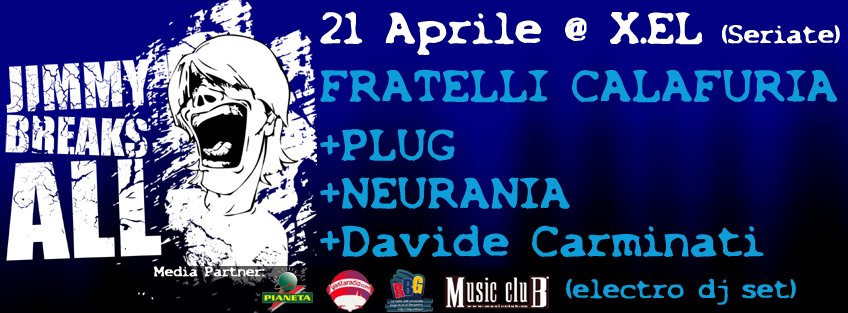 JIMMY
BREAKS
ALL
21 Aprile @ X.EL (Seriate)
FRATELLI CALAFURIA
+PLUG
+NEURANIA
+Davide Carminati
(electro dj set)
Media Partner:
PIANETA
RBG
Music cluB